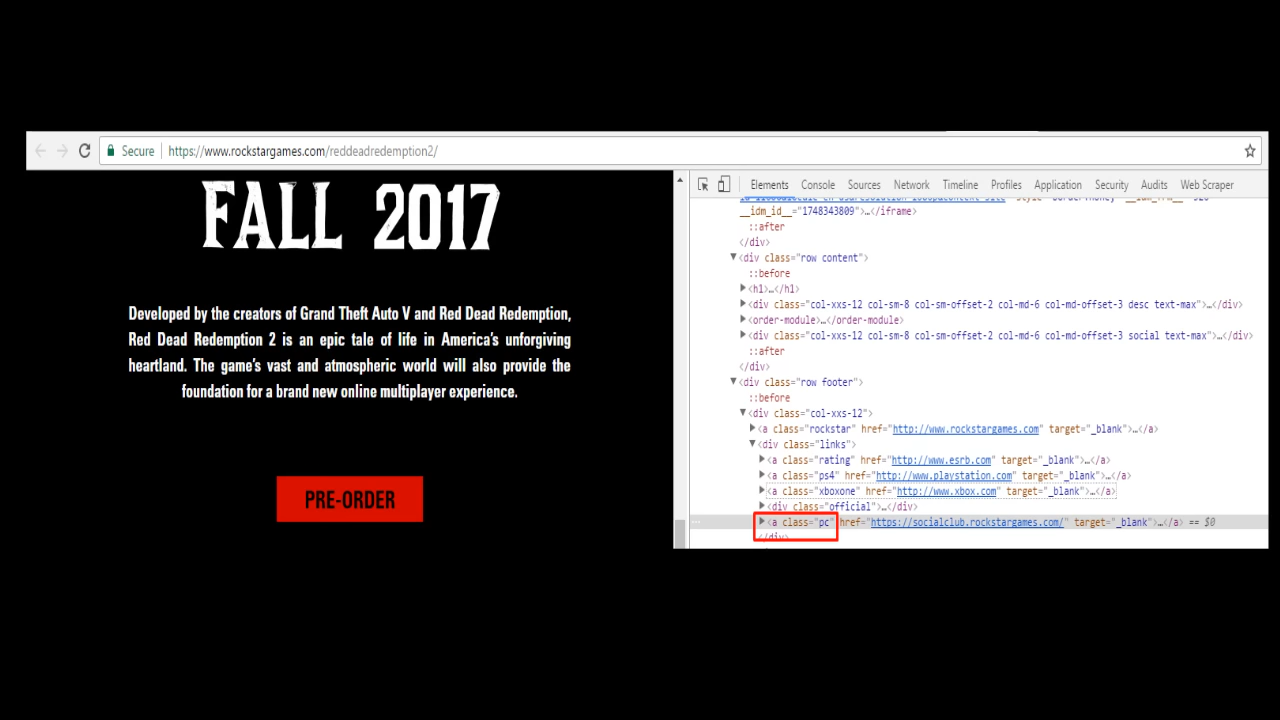 Secure https://www.rockstargames.com/reddeadredemption2/
FALL 2017
Developed by the creators of Grand Theft Auto V and Red Dead Redemption,
Red Dead Redemption 2 is an epic tale of life in America's unforgiving
heartland. The game's vast and atmospheric world will also provide the
foundation for a brand new online multiplayer experience.
PRE-ORDER
Elements Console Sources Network Timeline Profiles Application Security Audits Web Scraper
__idm_id__="1748343809">…</iframe>
::after
</div>
▼<div class="row content">
::before
▶<h1>…</h1>
▶<div class="col-xxs-12 col-sm-8 col-sm-offset-2 col-md-6 col-md-offset-3 desc text-max">…</div>
▶<order-module>…</order-module>
▶<div class="col-xxs-12 col-sm-8 col-sm-offset-2 col-md-6 col-md-offset-3 social text-max">…</div>
::after
</div>
▼<div class="row footer">
::before
▼<div class="col-xxs-12">
▶<a class="rockstar" href="http://www.rockstargames.com" target="_blank">…</a>
▼<div class="links">
▶<a class="rating" href="http://www.esrb.com" target="_blank">…</a>
▶<a class="ps4" href="http://www.playstation.com" target="_blank">…</a>
▶<a class="xboxone" href="http://www.xbox.com" target="_blank">…</a>
▶<div class="official">…</div>
▶<a class="pc" href="https://socialclub.rockstargames.com/" target="_blank">…</a> == $0
</div>